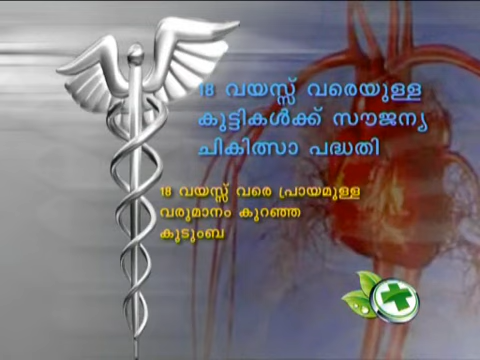 18 വയസ്സ് വരെയുള്ള
കുട്ടികൾക്ക് സൗജന്യ
ചികിത്സാ പദ്ധതി
18 വയസ്സ് വരെ പ്രായമുള്ള
വരുമാനം കുറഞ്ഞ
കുടുംബ